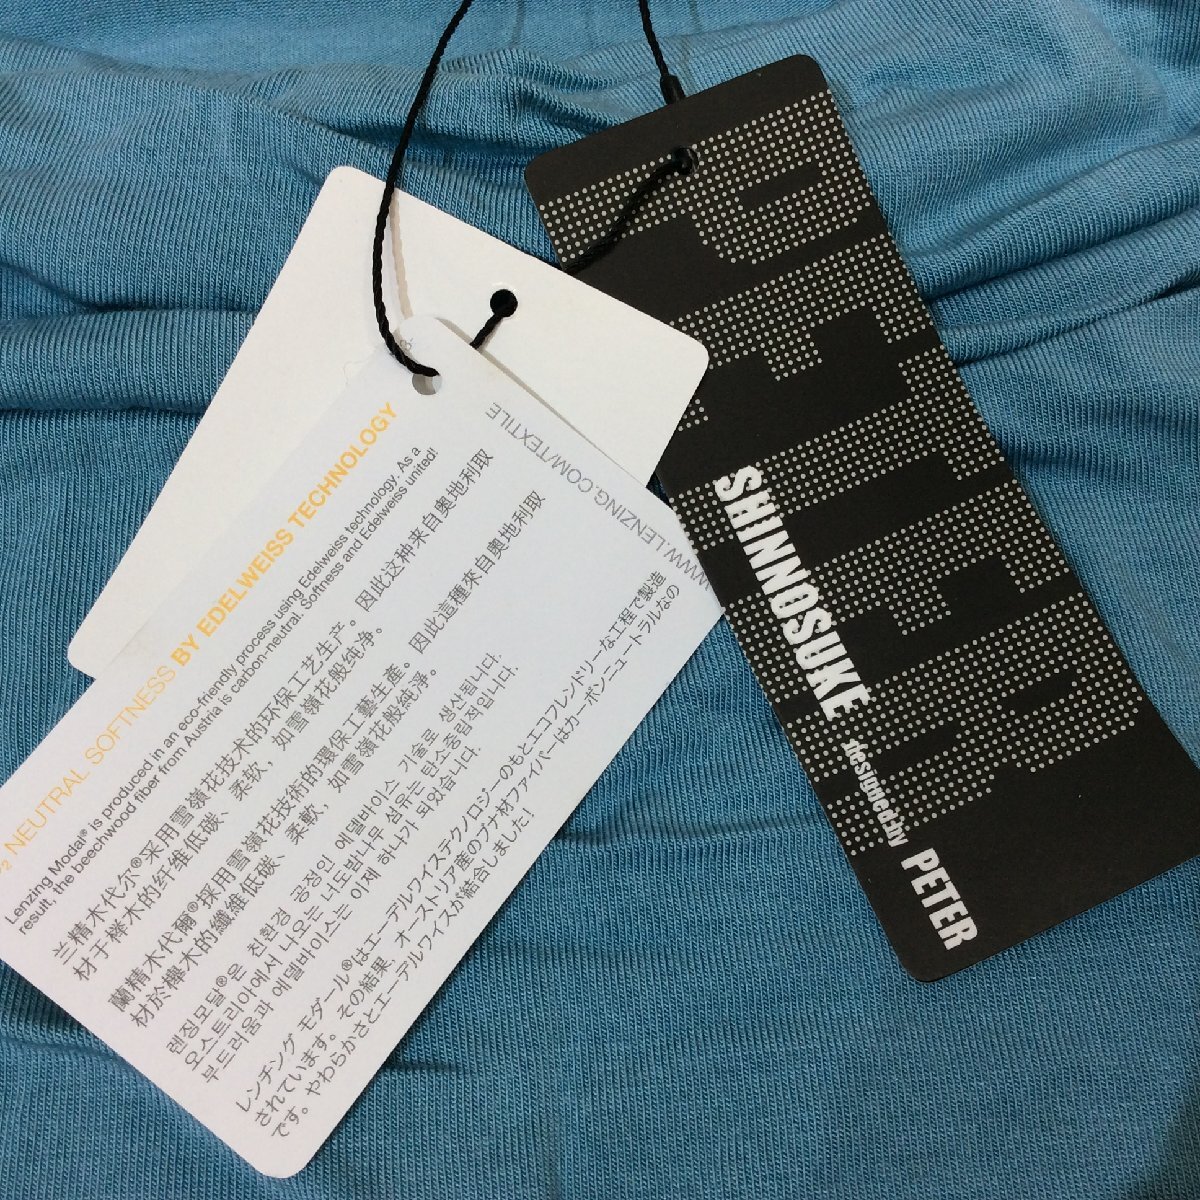 NEUTRAL SOFTNESS BY EDELWEISS TECHNOLOGY
Lenzing Modal® is produced in an eco-friendly process using Edelweiss technology. As a
result, the beechwood fiber from Austria is carbon-neutral. Softness and Edelweiss united!
兰精木代尔®采用雪嶺花技术的环保工艺生产。因此这种来自奥地利取
材于榉木的纤维低碳、柔软，如雪嶺花般纯净。
蘭精木代爾®採用雪嶺花技術的環保工藝生產。因此這種來自奧地利取
材於櫸木的纖維低碳、柔軟，如雪嶺花般純淨。
렌징모달®은 친환경 공정인 에델바이스 기술로 생산됩니다.
오스트리아에서 나오는 너도밤나무 섬유는 탄소중립적입니다.
부드러움과 에델바이스는 이제 하나가 되었습니다.
レンチング モダール®はエーデルワイステクノロジーのもとエコフレンドリーな工程で製造
されています。その結果 オーストリア産のブナ材ファイバーはカーボンニュートラルなの
です。やわらかさとエーデルワイスが結合しました！
WWW.LENZING.COM/TEXTILE
PETER
SHINNOSUKE :designed:by PETER